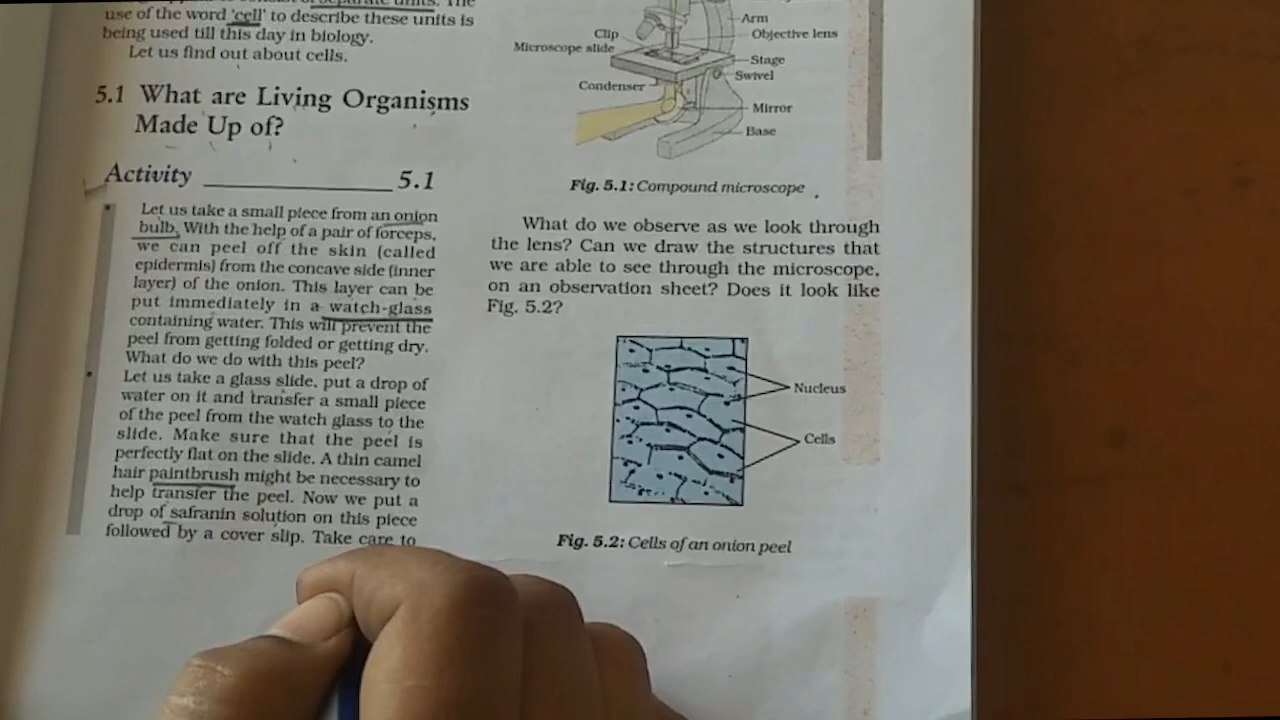 use of the word 'cell' to describe these units is
being used till this day in biology.
Let us find out about cells.
5.1 What are Living Organisms
Made Up of?
Activity 5.1
Let us take a small piece from an onion
bulb. With the help of a pair of forceps,
we can peel off the skin (called
epidermis) from the concave side (inner
layer) of the onion. This layer can be
put immediately in a watch-glass
containing water. This will prevent the
peel from getting folded or getting dry.
What do we do with this peel?
Let us take a glass slide, put a drop of
water on it and transfer a small piece
of the peel from the watch glass to the
slide. Make sure that the peel is
perfectly flat on the slide. A thin camel
hair paintbrush might be necessary to
help transfer the peel. Now we put a
drop of safranin solution on this piece
followed by a cover slip. Take care to
Arm
Clip
Objective lens
Microscope slide
Stage
Swivel
Condenser
Mirror
Base
Fig. 5.1: Compound microscope
What do we observe as we look through
the lens? Can we draw the structures that
we are able to see through the microscope,
on an observation sheet? Does it look like
Fig. 5.2?
Nucleus
Cells
Fig. 5.2: Cells of an onion peel